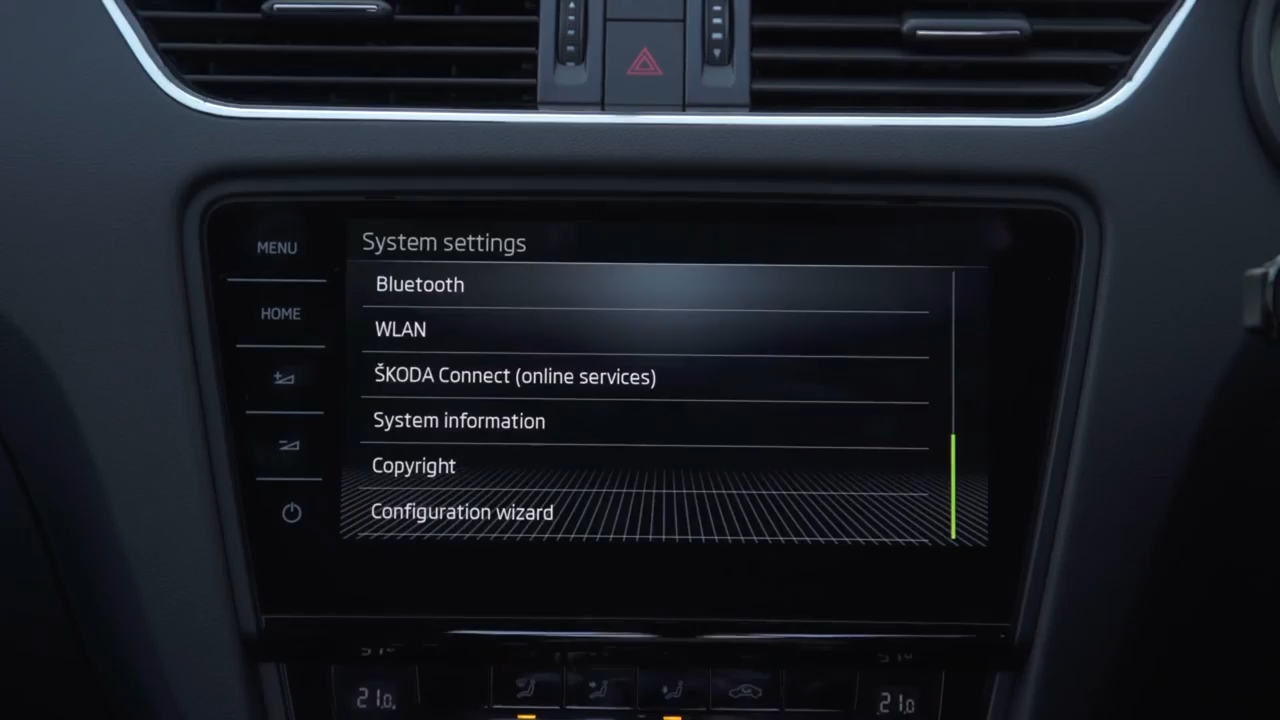 MENU
HOME
System settings
Bluetooth
WLAN
ŠKODA Connect (online services)
System information
Copyright
Configuration wizard
21.0
21.0